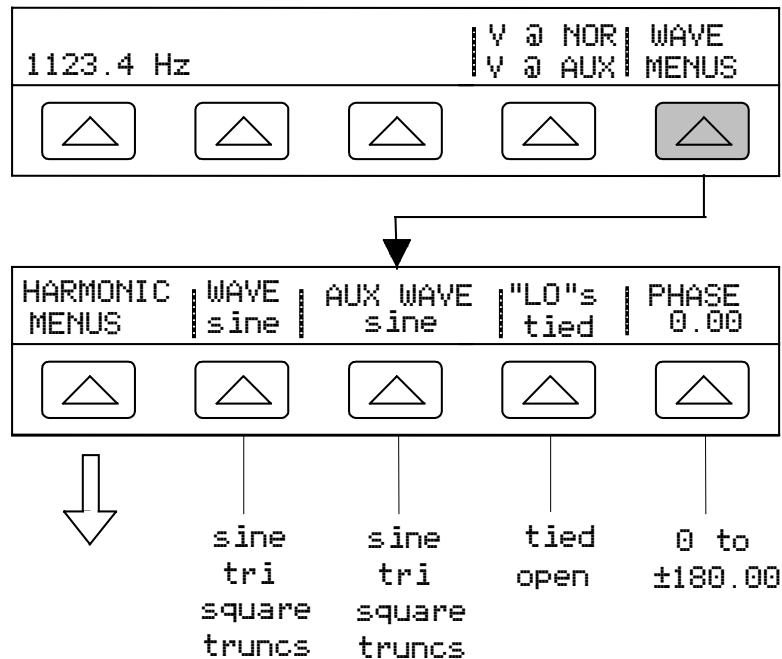 V @ NOR WAVE
1123.4 Hz V @ AUX MENUS
HARMONIC WAVE AUX WAVE "LO"s PHASE
MENUS sine sine tied 0.00
sine sine tied 0 to
tri tri open ±180.00
square square
truncs truncs